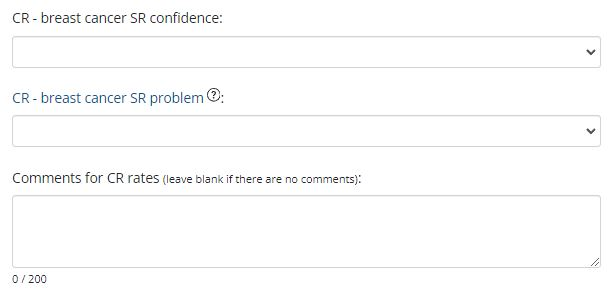 CR - breast cancer SR confidence:
CR - breast cancer SR problem ?:
Comments for CR rates (leave blank if there are no comments):
0 / 200